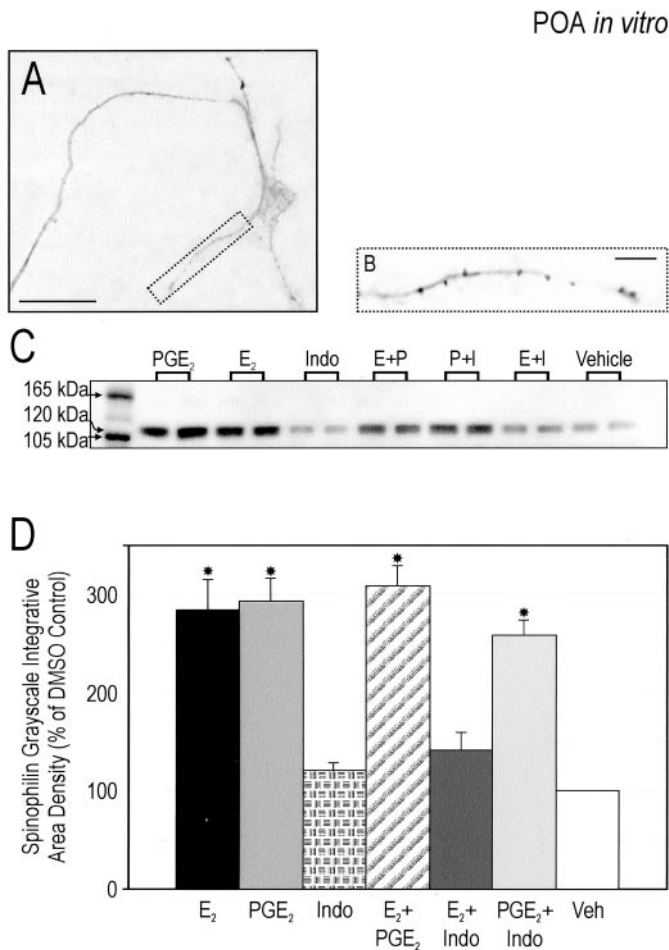 POA in vitro
A
B
C
PGE₂ E₂ Indo E+P P+I E+I Vehicle
165 kDa
120 kDa
105 kDa
D
Spinophilin Grayscale Integrative
Area Density (% of DMSO Control)
300
200
100
0
* * * *
E₂ PGE₂ Indo E₂+ E₂+ PGE₂+ Veh
PGE₂ Indo Indo